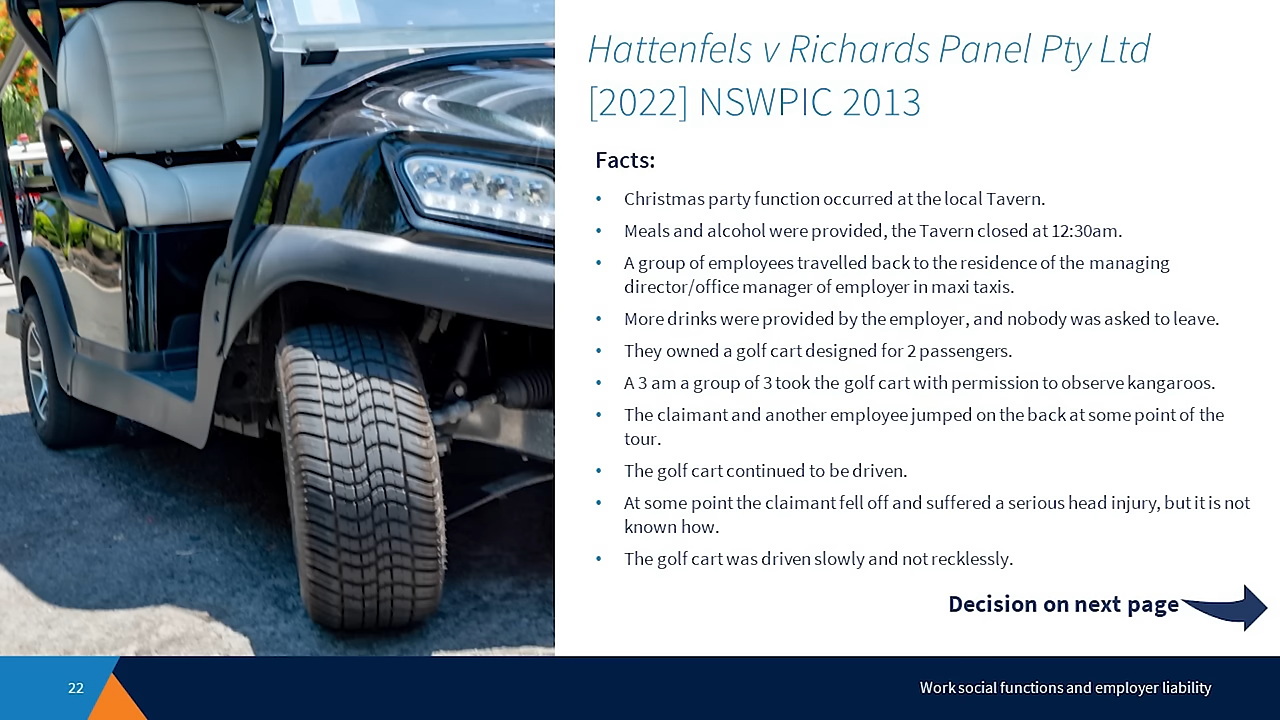 Hattenfels v Richards Panel Pty Ltd
[2022] NSWPIC 2013
Facts:
• Christmas party function occurred at the local Tavern.
• Meals and alcohol were provided, the Tavern closed at 12:30am.
• A group of employees travelled back to the residence of the managing
director/office manager of employer in maxi taxis.
• More drinks were provided by the employer, and nobody was asked to leave.
• They owned a golf cart designed for 2 passengers.
• A 3 am a group of 3 took the golf cart with permission to observe kangaroos.
• The claimant and another employee jumped on the back at some point of the
tour.
• The golf cart continued to be driven.
• At some point the claimant fell off and suffered a serious head injury, but it is not
known how.
• The golf cart was driven slowly and not recklessly.
Decision on next page
22
Work social functions and employer liability